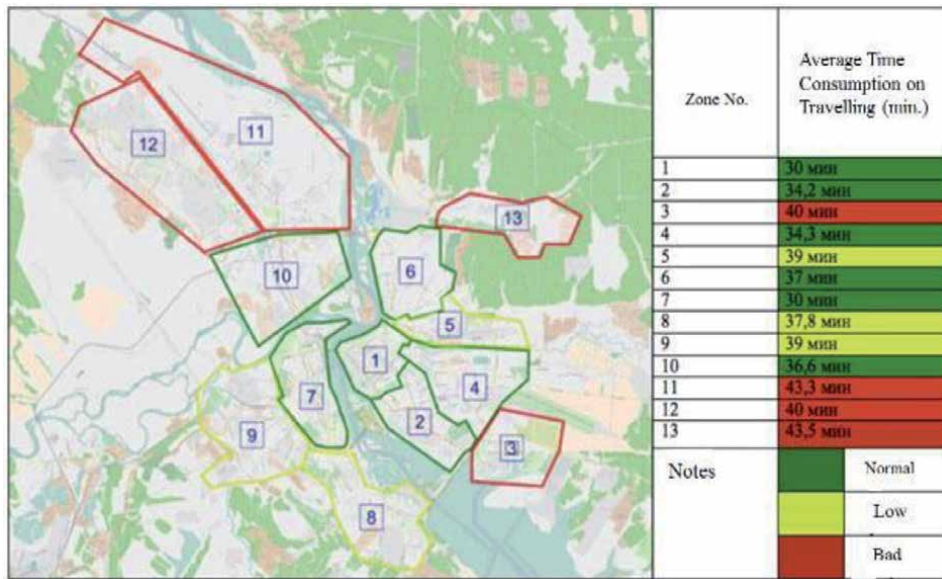 Zone No.
Average Time
Consumption on
Travelling (min.)
1 30 мин
2 34,2 мин
3 40 мин
4 34,3 мин
5 39 мин
6 37 мин
7 30 мин
8 37,8 мин
9 39 мин
10 36,6 мин
11 43,3 мин
12 40 мин
13 43,5 мин
Notes
Normal
Low
Bad
11
12
13
10
6
5
1
4
7
2
9
3
8